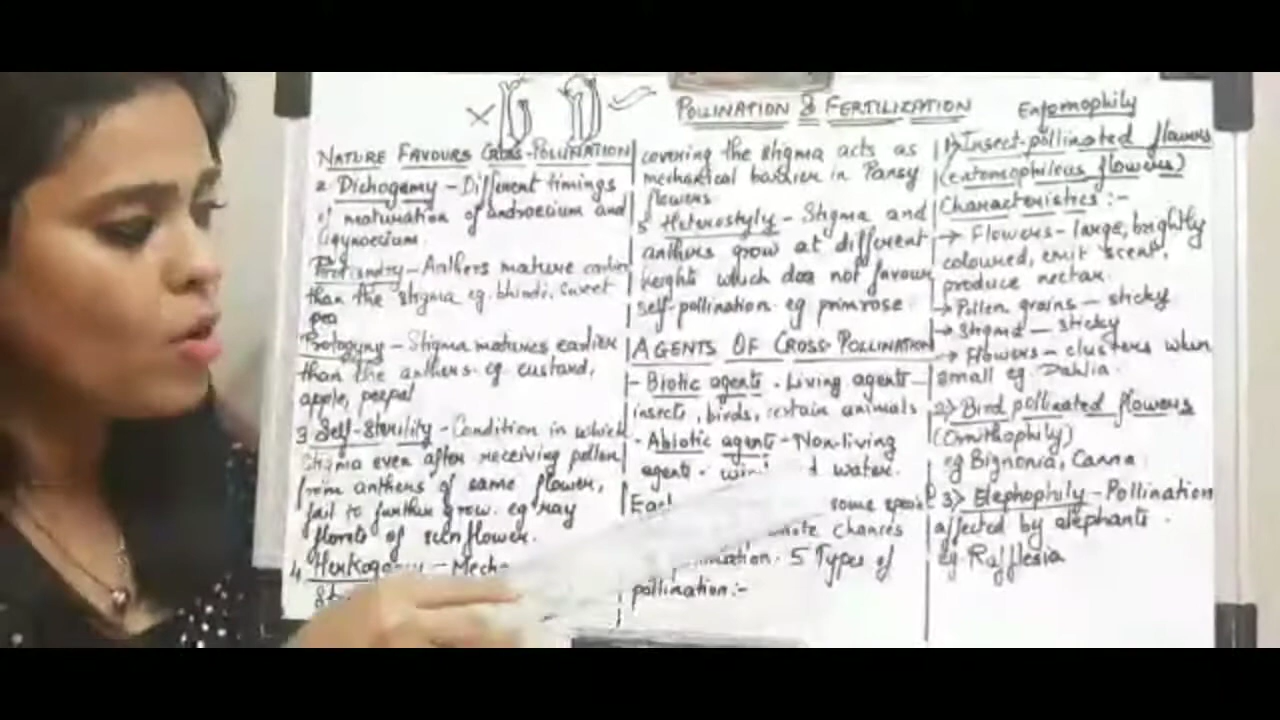 POLLINATION & FERTILIZATION
NATURE FAVOURS CROSS-POLLINATION
2 Dichogamy - Different timings
of maturation of androecium and
gynoecium.
Protandry - Anthers mature earlier
than the stigma eg. bhindi, sweet
pea
Protogyny - Stigma matures earlier
than the anthers. eg. custard,
apple, peepal
3 Self-Sterility - Condition in which
Stigma even after receiving pollen
from anthers of same flower,
fail to further grow. eg ray
florets of sunflower.
4 - Mech
covering the stigma acts as
mechanical barrier in Pansy
flowers
5 Heterostyly - Stigma and
anthers grow at different
heights which does not favour
self-pollination. eg primrose.
AGENTS OF CROSS-POLLINATION
- Biotic agents - Living agents -
insects, birds, certain animals
- Abiotic agents - Non-living
agents - water.
some
chances
5 Types of
pollination:-
Entomophily
1) Insect-pollinated flowers
(entomophilous flowers)
Characteristics:-
→ Flowers - large, brightly
coloured, emit scent,
produce nectar.
→ Pollen grains - sticky
→ Stigma - sticky
→ Flowers - clusters when
small eg. Dahlia.
2) Bird pollinated flowers
(Ornithophily)
eg Bignonia, Canna
3) Elephophily - Pollination
affected by elephants.
eg. Rafflesia